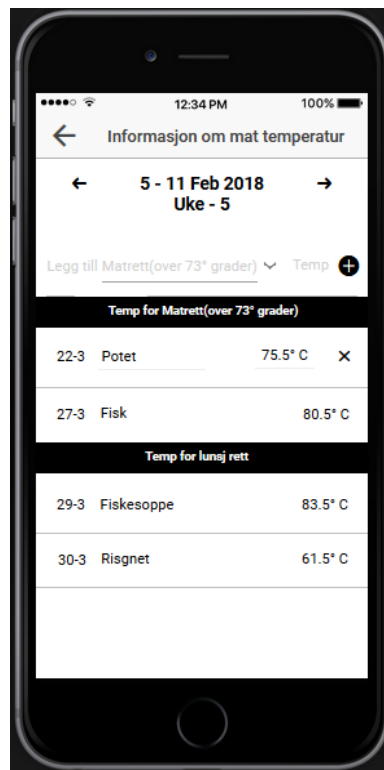 12:34 PM 100%
Informasjon om mat temperatur
5 - 11 Feb 2018
Uke - 5
Legg till Matrett(over 73° grader) Temp
Temp for Matrett(over 73° grader)
22-3 Potet 75.5° C
27-3 Fisk 80.5° C
Temp for lunsj rett
29-3 Fiskesoppe 83.5° C
30-3 Risgnet 61.5° C